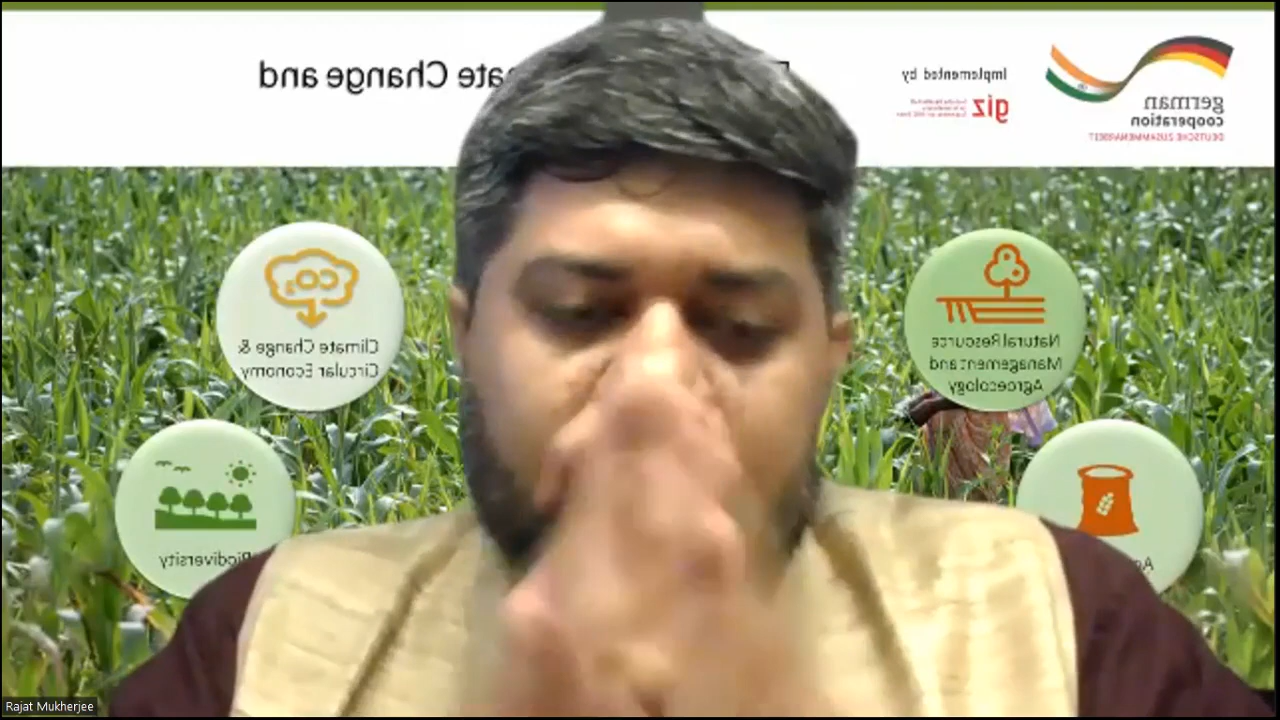 ate Change and
Implemented by
giz
german
cooperation
DEUTSCHE ZUSAMMENARBEIT
CO₂
Climate Change &
Circular Economy
Natural Resource
Management and
Agroecology
Biodiversity
Rajat Mukherjee